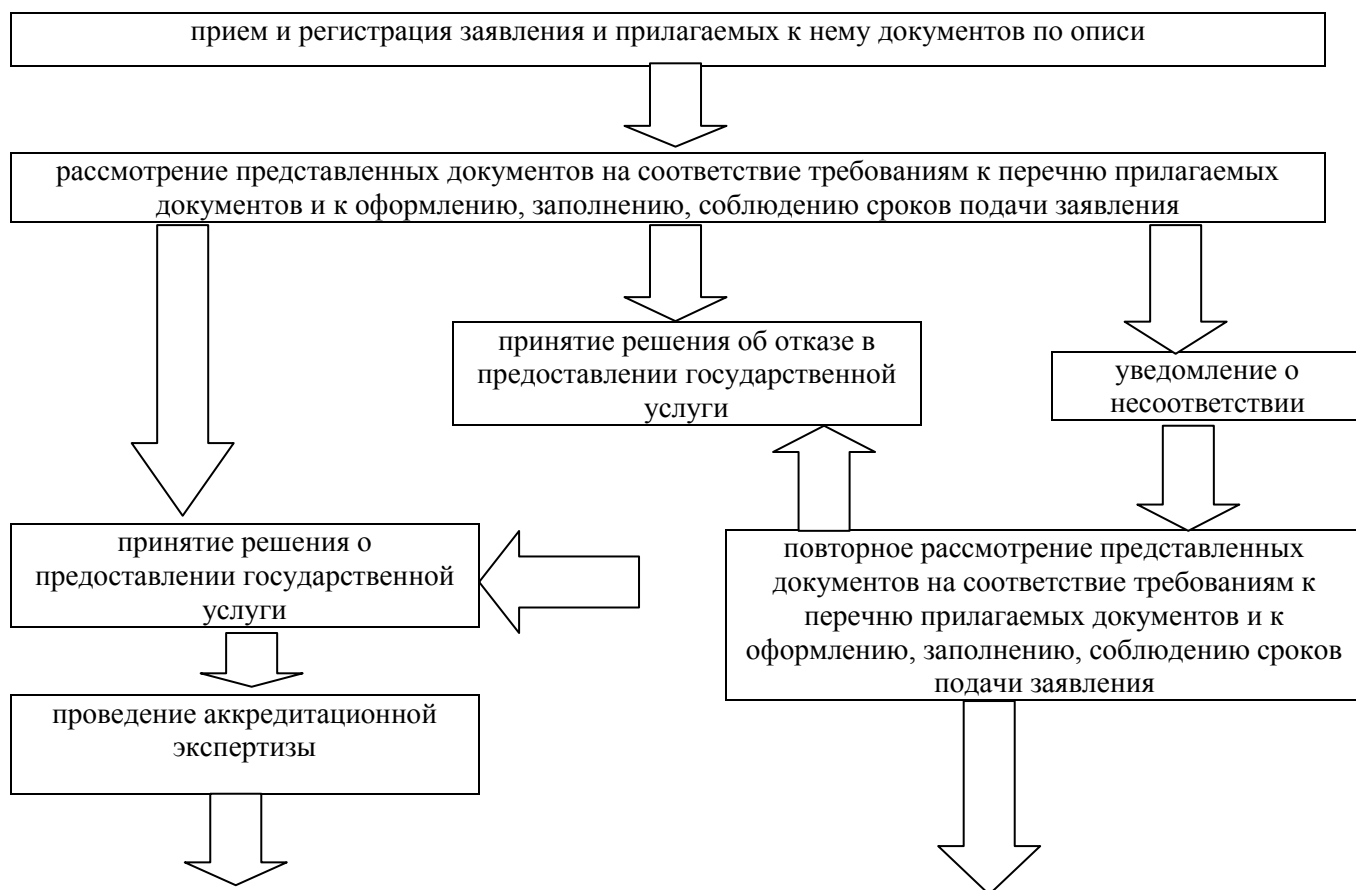 прием и регистрация заявления и прилагаемых к нему документов по описи
рассмотрение представленных документов на соответствие требованиям к перечню прилагаемых
документов и к оформлению, заполнению, соблюдению сроков подачи заявления
принятие решения об отказе в
предоставлении государственной
услуги
уведомление о
несоответствии
принятие решения о
предоставлении государственной
услуги
повторное рассмотрение представленных
документов на соответствие требованиям к
перечню прилагаемых документов и к
оформлению, заполнению, соблюдению сроков
подачи заявления
проведение аккредитационной
экспертизы